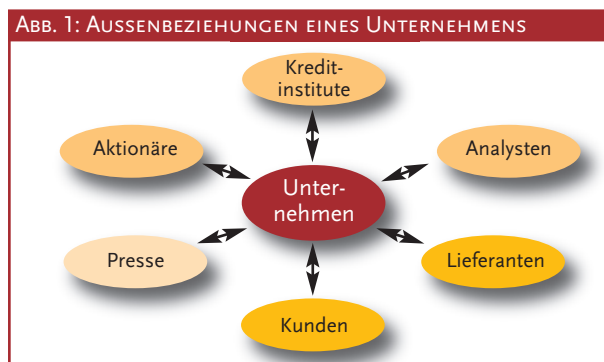 ABB. 1: AUSSENBEZIEHUNGEN EINES UNTERNEHMENS
Kredit-
institute
Aktionäre
Analysten
Unter-
nehmen
Presse
Lieferanten
Kunden